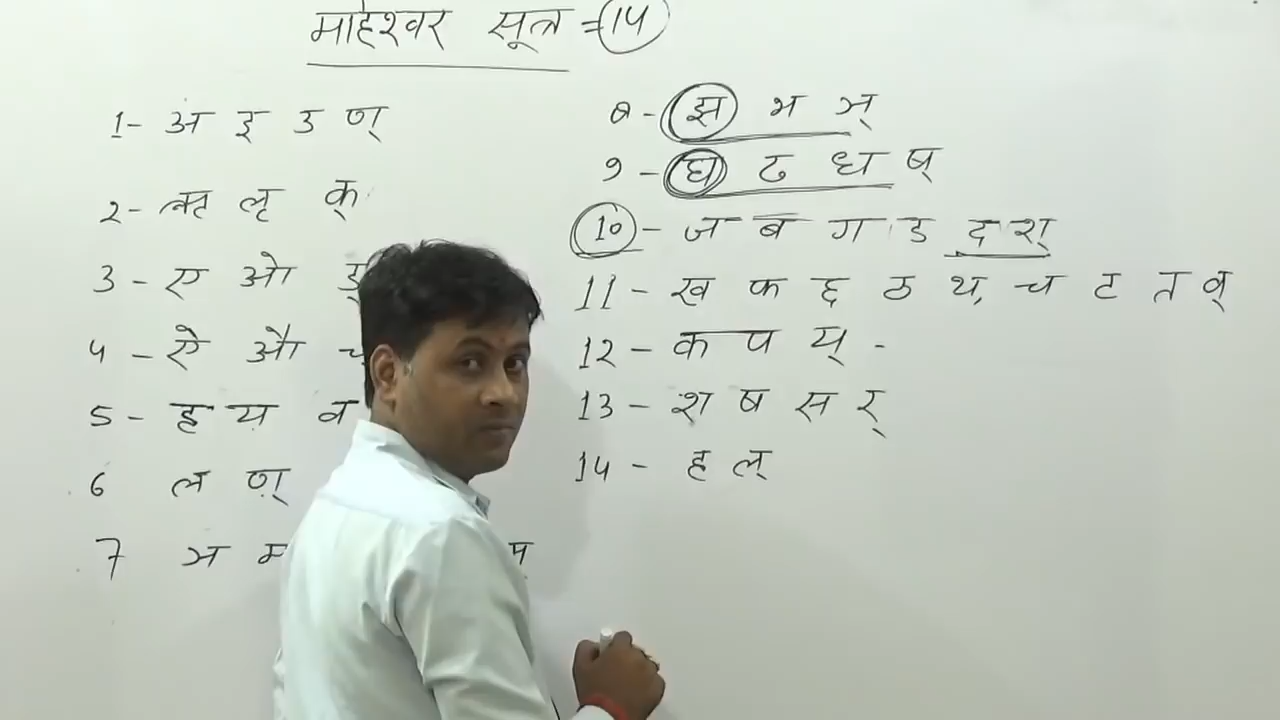 माहेश्वर सूत्र = 14
1- अ इ उ ण्
2- ऋ लृ क्
3 - ए ओ ङ्
4 - ऐ औ च
5 - ह य व
6 ल ण्
7 ञ म म्
8 - झ भ ञ्
9 - घ ढ ध ष्
10 - ज ब ग ड द श्
11 - ख फ छ ठ थ, च ट त व्
12 - क प य् -
13 - श ष स र्
14 - ह ल्